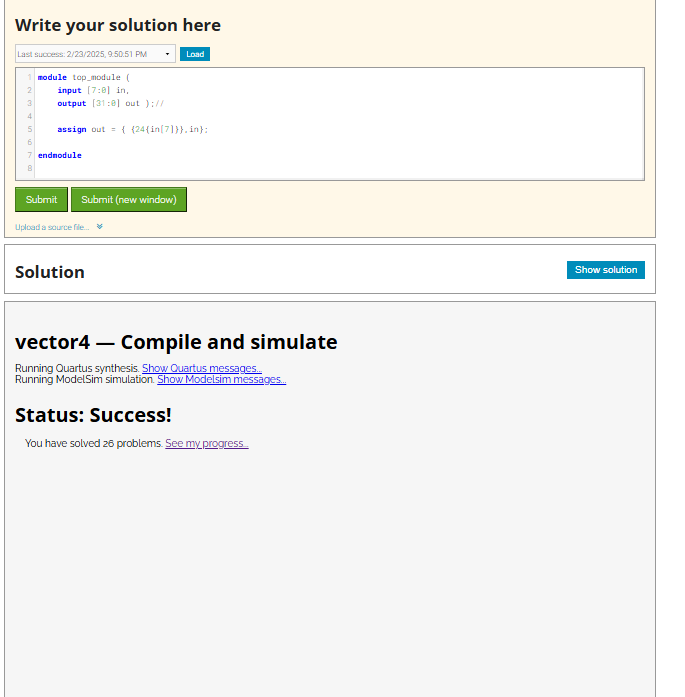 Write your solution here
Last success: 2/23/2025, 9:50:51 PM
Load
1 module top_module (
2 input [7:0] in,
3 output [31:0] out );//
4
5 assign out = { {24{in[7]}},in};
6
7 endmodule
8
Submit Submit (new window)
Upload a source file...
Solution
Show solution
vector4 — Compile and simulate
Running Quartus synthesis. Show Quartus messages...
Running ModelSim simulation. Show Modelsim messages...
Status: Success!
You have solved 26 problems. See my progress...